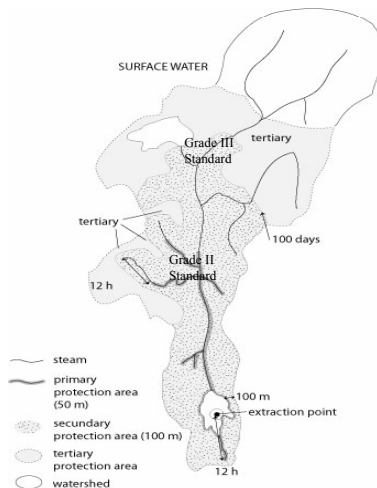 SURFACE WATER
Grade III
Standard
tertiary
tertiary
100 days
Grade II
Standard
12 h
steam
primary
protection area
(50 m)
100 m
extraction point
secundary
protection area (100 m)
tertiary
protection area
12 h
watershed